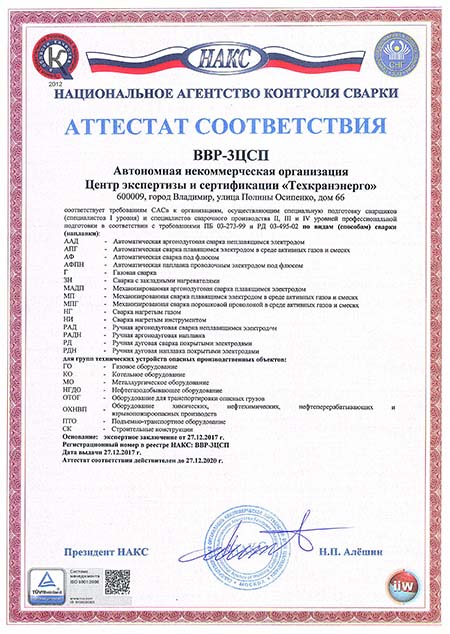 НАКС
2012
СНГ
НАЦИОНАЛЬНОЕ АГЕНТСТВО КОНТРОЛЯ СВАРКИ
АТТЕСТАТ СООТВЕТСТВИЯ
ВВР-3ЦСП
Автономная некоммерческая организация
Центр экспертизы и сертификации «Техкранэнерго»
600009, город Владимир, улица Полины Осипенко, дом 66
соответствует требованиям САСв к организациям, осуществляющим специальную подготовку сварщиков
(специалистов I уровня) и специалистов сварочного производства II, III и IV уровней профессиональной
подготовки в соответствии с требованиями ПБ 03-273-99 и РД 03-495-02 по видам (способам) сварки
(наплавки):
ААД - Автоматическая аргонодуговая сварка неплавящимся электродом
АПГ - Автоматическая сварка плавящимся электродом в среде активных газов и смесях
АФ - Автоматическая сварка под флюсом
АФПН - Автоматическая наплавка проволочным электродом под флюсом
Г - Газовая сварка
ЗН - Сварка с закладными нагревателями
МАДП - Механизированная аргонодуговая сварка плавящимся электродом
МП - Механизированная сварка плавящимся электродом в среде активных газов и смесях
МПГ - Механизированная сварка порошковой проволокой в среде активных газов и смесях
НГ - Сварка нагретым газом
НИ - Сварка нагретым инструментом
РАД - Ручная аргонодуговая сварка неплавящимся электродом
РАДН - Ручная аргонодуговая наплавка
РД - Ручная дуговая сварка покрытыми электродами
РДН - Ручная дуговая наплавка покрытыми электродами
для групп технических устройств опасных производственных объектов:
ГО - Газовое оборудование
КО - Котельное оборудование
МО - Металлургическое оборудование
НГДО - Нефтегазодобывающее оборудование
ОТОГ - Оборудование для транспортировки опасных грузов
ОХНВП - Оборудование химических, нефтехимических, нефтеперерабатывающих и
взрывопожароопасных производств
ПТО - Подъемно-транспортное оборудование
СК - Строительные конструкции
Основание: экспертное заключение от 27.12.2017 г.
Регистрационный номер в реестре НАКС: ВВР-3ЦСП
Дата выдачи 27.12.2017 г.
Аттестат соответствия действителен до 27.12.2020 г.
Президент НАКС
Н.П. Алёшин
МОСКВА
Система
менеджмента
ISO 9001:2008
IIW